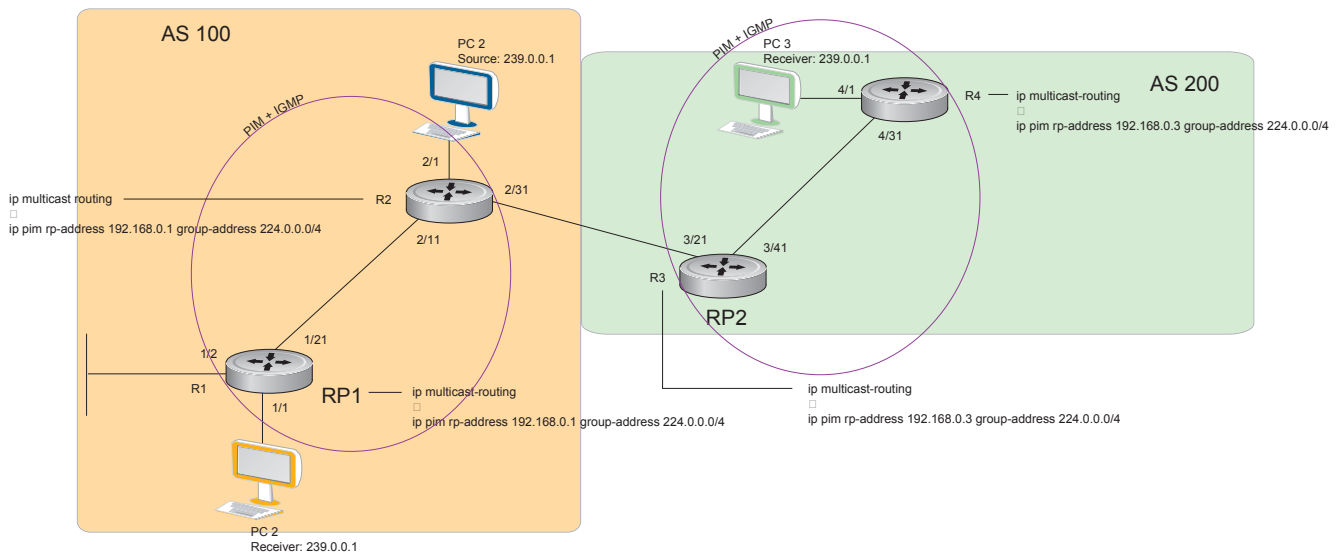 AS 100
PC 2
Source: 239.0.0.1
PIM + IGMP
2/1
2/31
R2
2/11
ip multicast routing
ip pim rp-address 192.168.0.1 group-address 224.0.0.0/4
1/2
1/21
R1
1/1
RP1
ip multicast-routing
ip pim rp-address 192.168.0.1 group-address 224.0.0.0/4
PC 2
Receiver: 239.0.0.1
PIM + IGMP
PC 3
Receiver: 239.0.0.1
AS 200
4/1
R4
4/31
ip multicast-routing
ip pim rp-address 192.168.0.3 group-address 224.0.0.0/4
3/21
3/41
R3
RP2
ip multicast-routing
ip pim rp-address 192.168.0.3 group-address 224.0.0.0/4